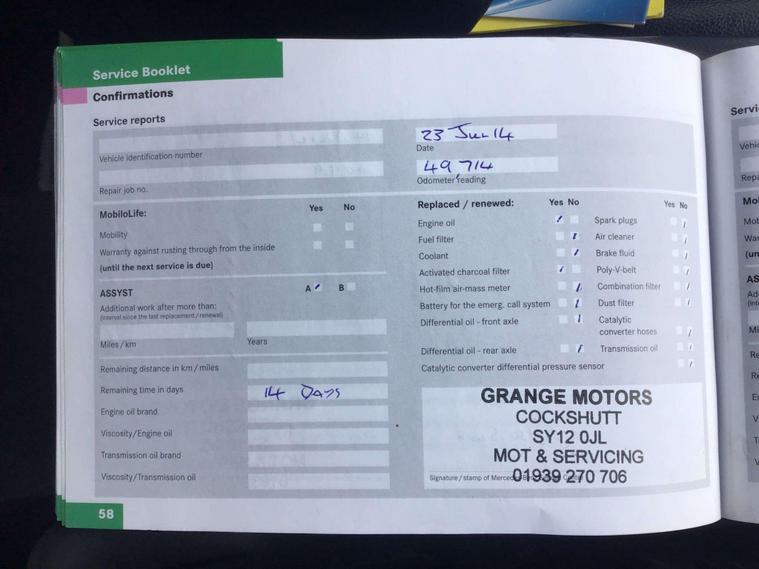 Service Booklet
Confirmations
Service reports
Vehicle identification number
Repair job no.
23 Jul 14
Date
49,714
Odometer reading
MobiloLife:
Yes No
Mobility
Warranty against rusting through from the inside
(until the next service is due)
ASSYST
A B
Additional work after more than:
(interval since the last replacement / renewal)
Miles / km
Years
Remaining distance in km / miles
Remaining time in days
14 Days
Engine oil brand
Viscosity/Engine oil
Transmission oil brand
Viscosity/Transmission oil
Replaced / renewed:
Yes No
Yes No
Engine oil
Spark plugs
Fuel filter
Air cleaner
Coolant
Brake fluid
Activated charcoal filter
Poly-V-belt
Hot-film air-mass meter
Combination filter
Battery for the emerg. call system
Dust filter
Differential oil - front axle
Catalytic
converter hoses
Differential oil - rear axle
Transmission oil
Catalytic converter differential pressure sensor
GRANGE MOTORS
COCKSHUTT
SY12 0JL
MOT & SERVICING
01939 270 706
Signature / stamp of
58